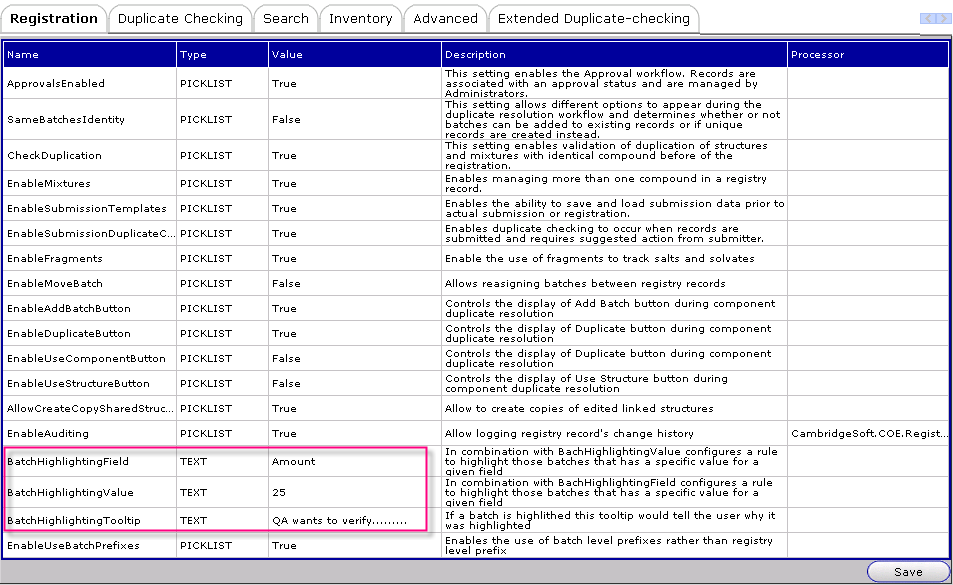 Registration Duplicate Checking Search Inventory Advanced Extended Duplicate-checking
Name Type Value Description Processor
ApprovalsEnabled PICKLIST True This setting enables the Approval workflow. Records are
associated with an approval status and are managed by
Administrators.
SameBatchesIdentity PICKLIST False This setting allows different options to appear during the
duplicate resolution workflow and determines whether or not
batches can be added to existing records or if unique
records are created instead.
CheckDuplication PICKLIST True This setting enables validation of duplication of structures
and mixtures with identical compound before of the
registration.
EnableMixtures PICKLIST True Enables managing more than one compound in a registry
record.
EnableSubmissionTemplates PICKLIST True Enables the ability to save and load submission data prior to
actual submission or registration.
EnableSubmissionDuplicateC... PICKLIST True Enables duplicate checking to occur when records are
submitted and requires suggested action from submitter.
EnableFragments PICKLIST True Enable the use of fragments to track salts and solvates
EnableMoveBatch PICKLIST False Allows reasigning batches between registry records
EnableAddBatchButton PICKLIST True Controls the display of Add Batch button during component
duplicate resolution
EnableDuplicateButton PICKLIST True Controls the display of Duplicate button during component
duplicate resolution
EnableUseComponentButton PICKLIST False Controls the display of Duplicate button during component
duplicate resolution
EnableUseStructureButton PICKLIST False Controls the display of Use Structure button during
component duplicate resolution
AllowCreateCopySharedStruc... PICKLIST True Allow to create copies of edited linked structures
EnableAuditing PICKLIST True Allow logging registry record's change history CambridgeSoft.COE.Regist...
BatchHighlightingField TEXT Amount In combination with BachHighlightingValue configures a rule
to highlight those batches that has a specific value for a
given field
BatchHighlightingValue TEXT 25 In combination with BachHighlightingField configures a rule
to highlight those batches that has a specific value for a
given field
BatchHighlightingTooltip TEXT QA wants to verify......... If a batch is highlithed this tooltip would tell the user why it
was highlighted
EnableUseBatchPrefixes PICKLIST True Enables the use of batch level prefixes rather than registry
level prefix
Save